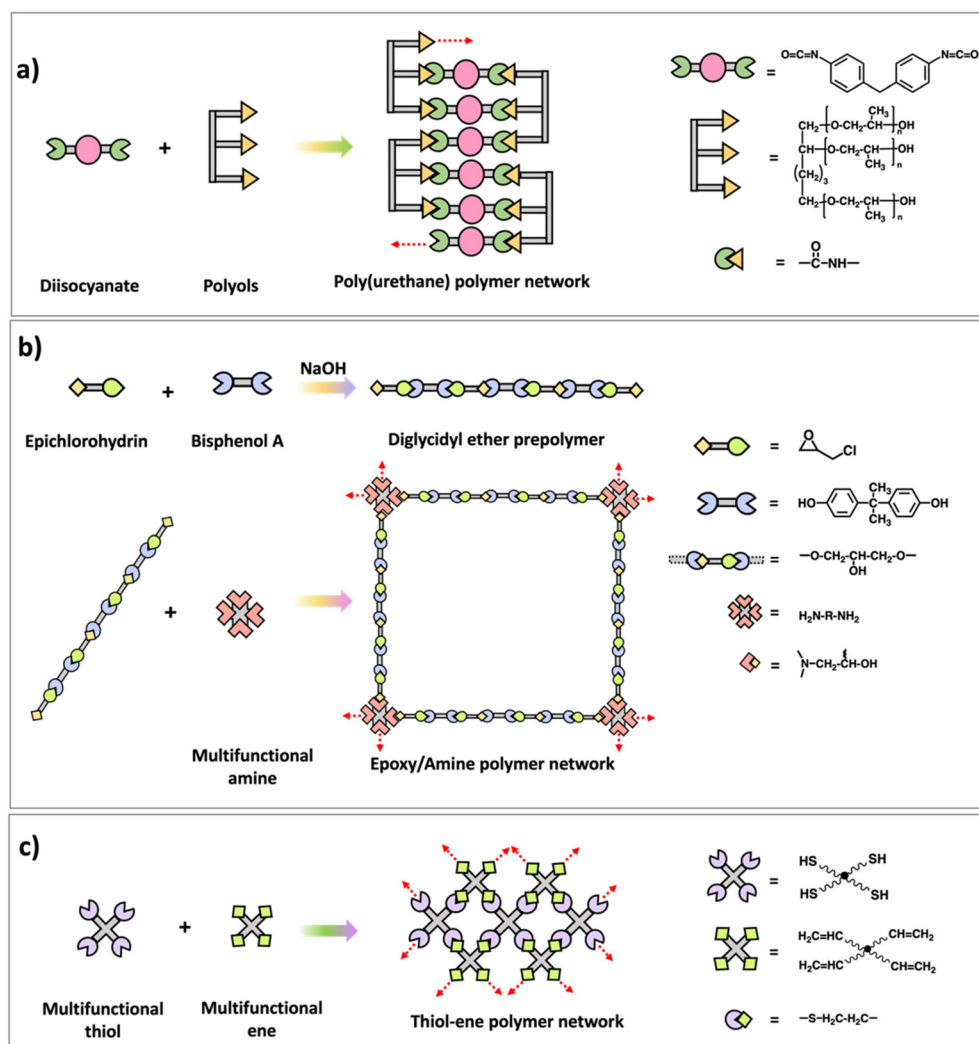 a)
+
Diisocyanate
Polyols
Poly(urethane) polymer network
=
O=C=N
N=C=O
=
CH₃
CH₂—(O-CH₂-CH)ₙ—OH
CH—(O-CH₂-CH)ₙ—OH
CH₃
(CH₂)₃
CH₂—(O-CH₂-CH)ₙ—OH
CH₃
=
O
—C—NH—
b)
+
NaOH
Epichlorohydrin
Bisphenol A
Diglycidyl ether prepolymer
=
O
Cl
=
HO
CH₃
C
CH₃
OH
=
—O-CH₂-CH-CH₂-O—
OH
+
=
H₂N-R-NH₂
=
N—CH₂-CH-OH
Multifunctional
amine
Epoxy/Amine polymer network
c)
+
Multifunctional
thiol
Multifunctional
ene
Thiol-ene polymer network
=
HS
SH
HS
SH
=
H₂C=HC
CH=CH₂
H₂C=HC
CH=CH₂
=
—S-H₂C-H₂C—